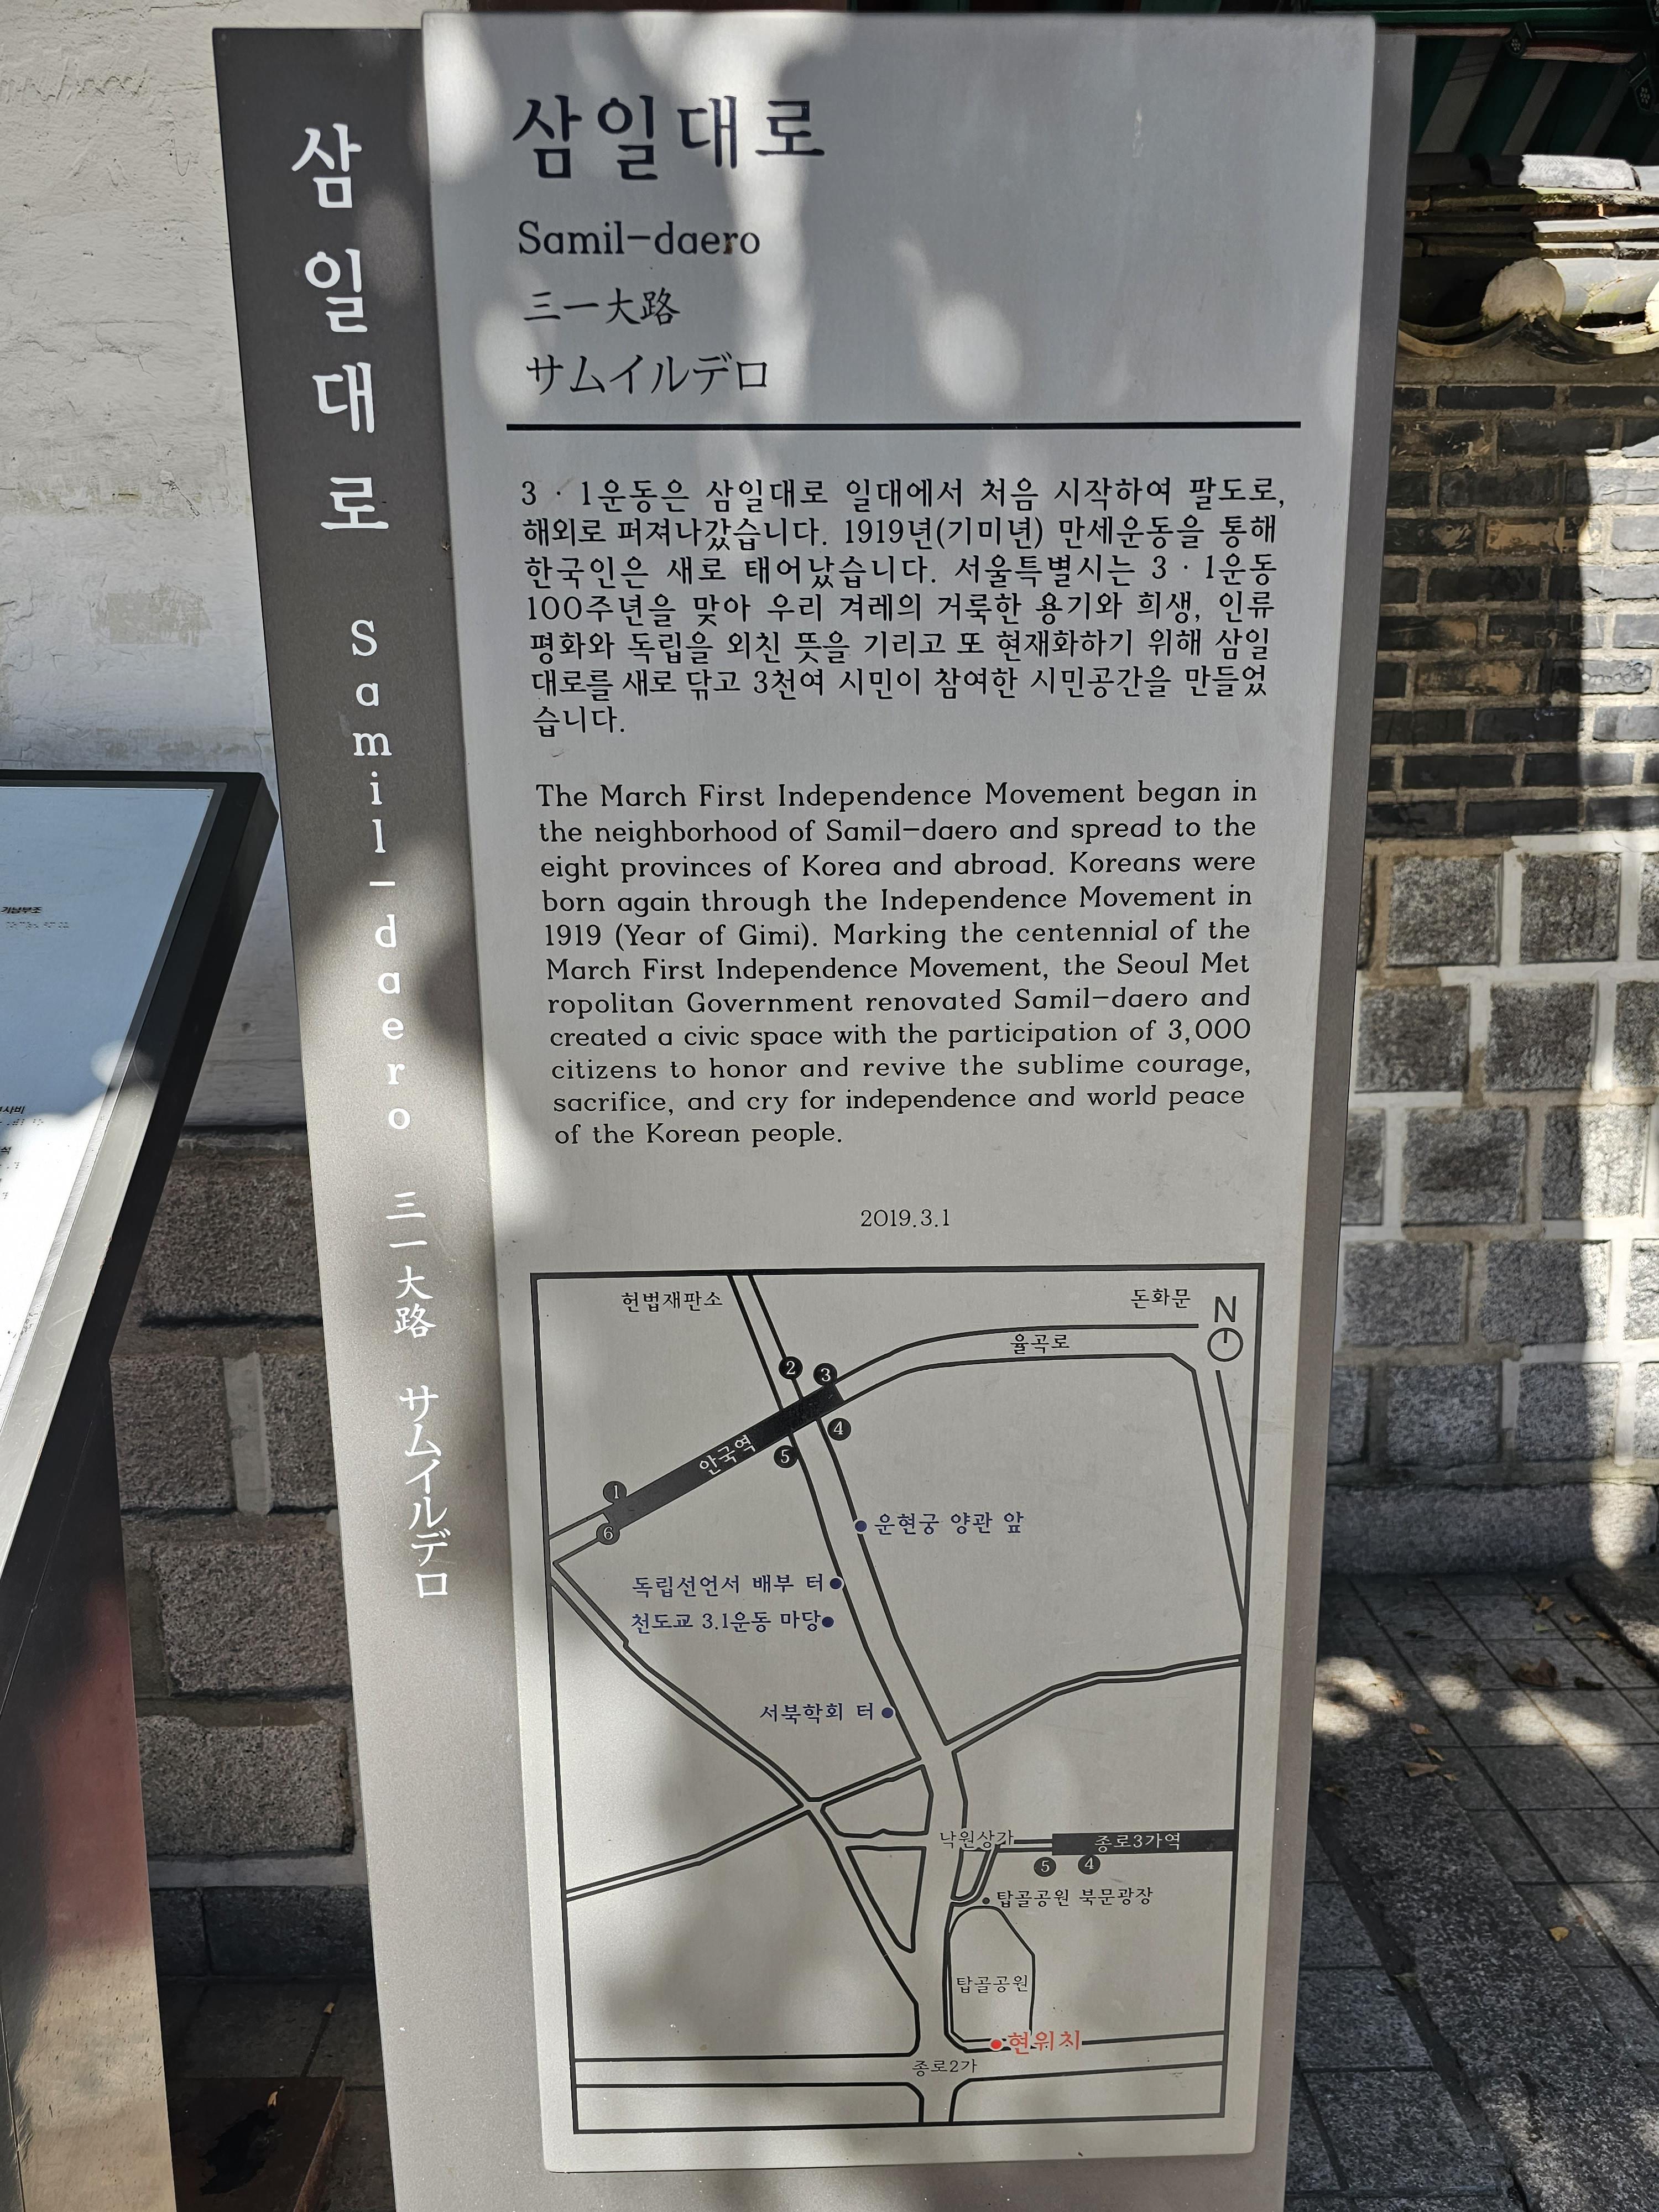 삼일대로 Samil-daero 三一大路 サムイルデロ
삼일대로
Samil-daero
三一大路
サムイルデロ
3 · 1운동은 삼일대로 일대에서 처음 시작하여 팔도로,
해외로 퍼져나갔습니다. 1919년(기미년) 만세운동을 통해
한국인은 새로 태어났습니다. 서울특별시는 3 · 1운동
100주년을 맞아 우리 겨레의 거룩한 용기와 희생, 인류
평화와 독립을 외친 뜻을 기리고 또 현재화하기 위해 삼일
대로를 새로 닦고 3천여 시민이 참여한 시민공간을 만들었
습니다.
The March First Independence Movement began in
the neighborhood of Samil-daero and spread to the
eight provinces of Korea and abroad. Koreans were
born again through the Independence Movement in
1919 (Year of Gimi). Marking the centennial of the
March First Independence Movement, the Seoul Met
ropolitan Government renovated Samil-daero and
created a civic space with the participation of 3,000
citizens to honor and revive the sublime courage,
sacrifice, and cry for independence and world peace
of the Korean people.
2019.3.1
헌법재판소
돈화문
N
율곡로
2
3
4
안국역
5
1
6
운현궁 양관 앞
독립선언서 배부 터
천도교 3.1운동 마당
서북학회 터
낙원상가
종로3가역
5
4
탑골공원 북문광장
탑골공원
현위치
종로2가